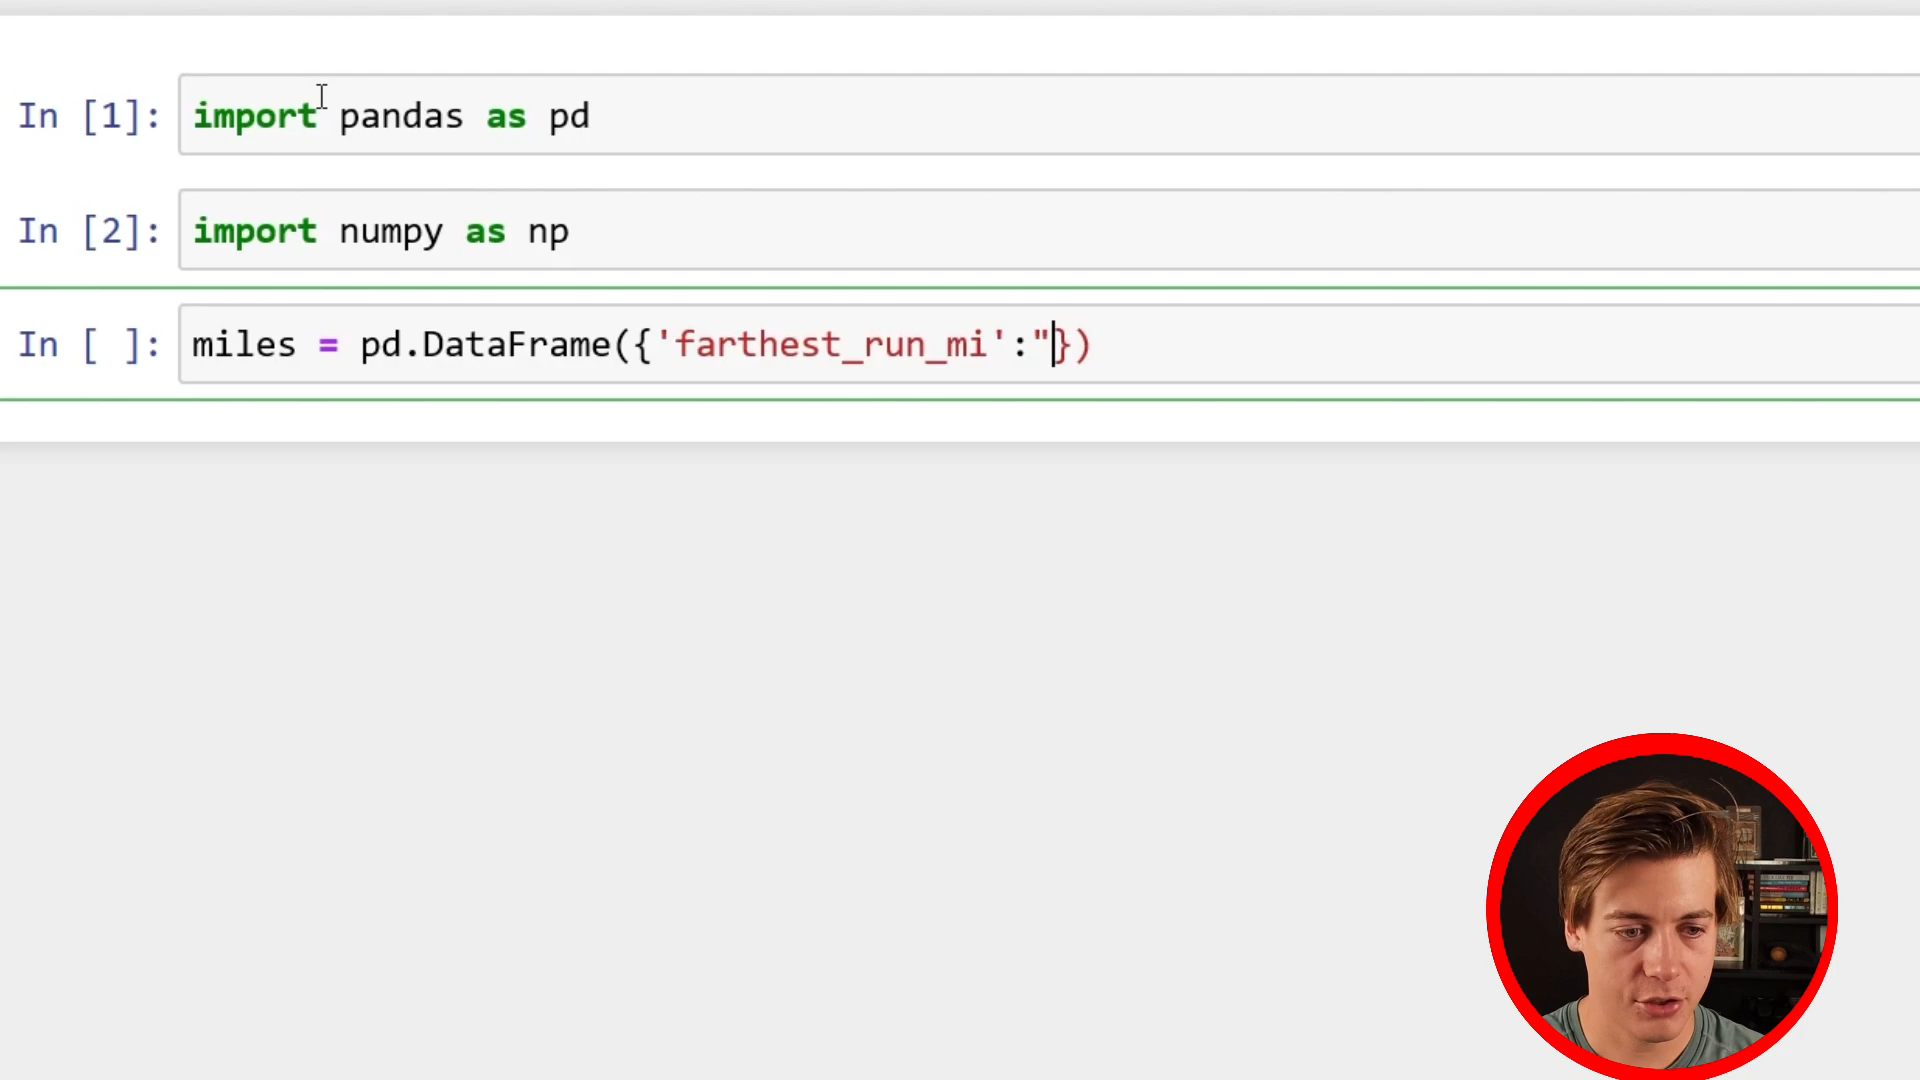 In [1]: import pandas as pd
In [2]: import numpy as np
In [ ]: miles = pd.DataFrame({'farthest_run_mi':"})